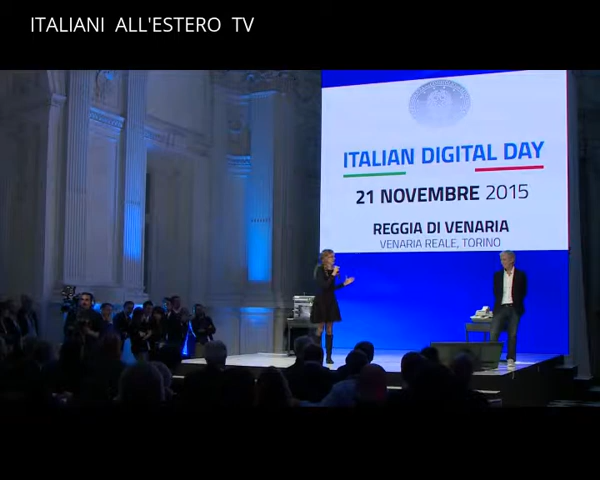 ITALIANI ALL'ESTERO TV
ITALIAN DIGITAL DAY
21 NOVEMBRE 2015
REGGIA DI VENARIA
VENARIA REALE, TORINO